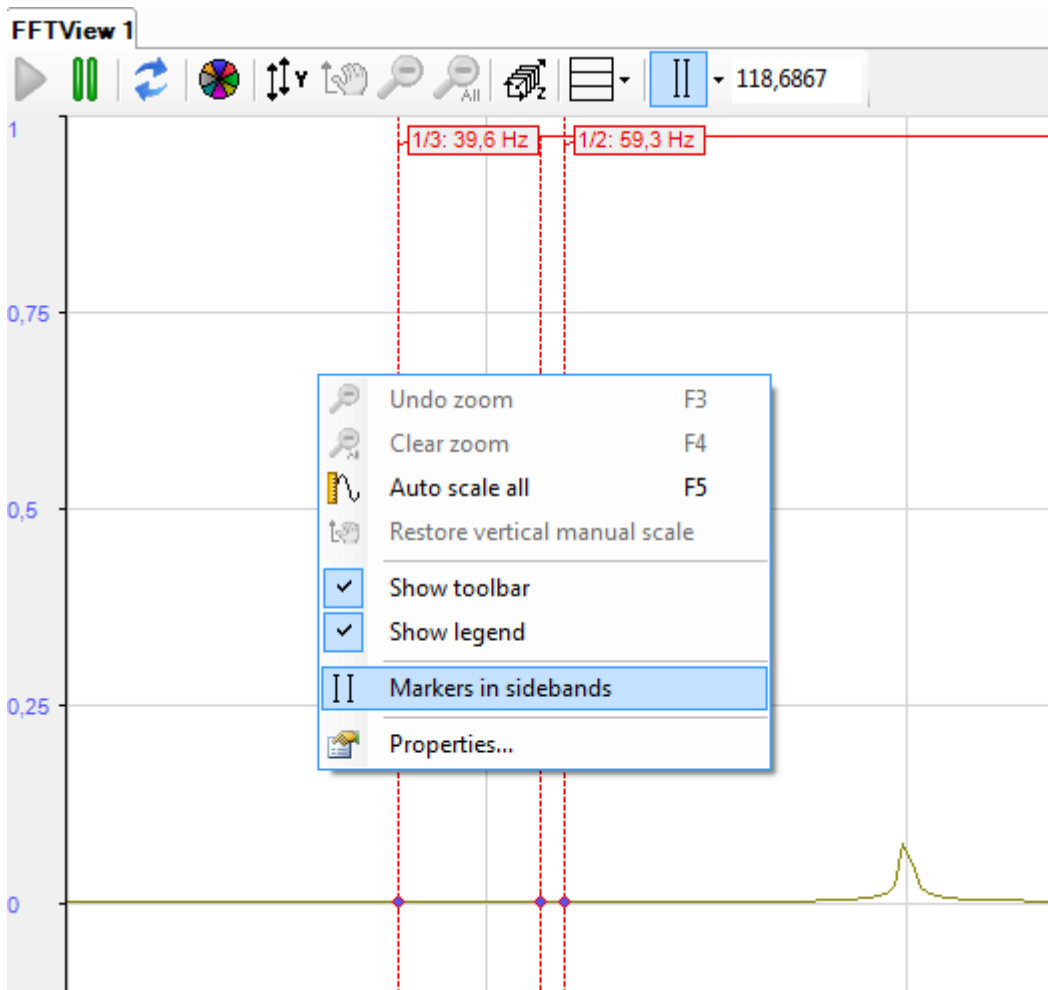 FFTView 1
Y All Z 118,6867
1
1/3: 39,6 Hz 1/2: 59,3 Hz
0,75
Undo zoom F3
Clear zoom F4
All
Auto scale all F5
0,5
Restore vertical manual scale
Show toolbar
Show legend
Markers in sidebands
0,25
Properties...
0